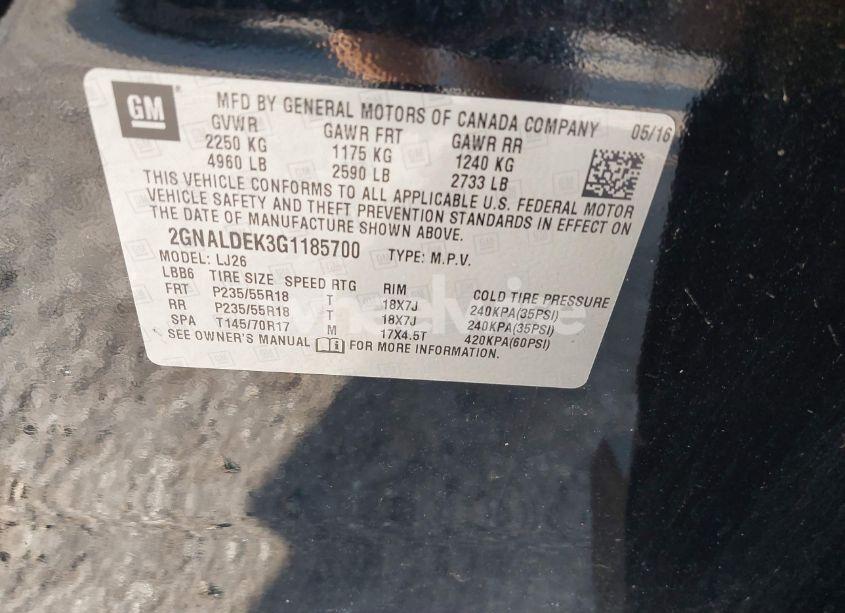 GM
MFD BY GENERAL MOTORS OF CANADA COMPANY 05/16
GVWR GAWR FRT GAWR RR
2250 KG 1175 KG 1240 KG
4960 LB 2590 LB 2733 LB
THIS VEHICLE CONFORMS TO ALL APPLICABLE U.S. FEDERAL MOTOR
VEHICLE SAFETY AND THEFT PREVENTION STANDARDS IN EFFECT ON
THE DATE OF MANUFACTURE SHOWN ABOVE.
2GNALDEK3G1185700 TYPE: M.P.V.
MODEL: LJ26
LBB6 TIRE SIZE SPEED RTG RIM COLD TIRE PRESSURE
FRT P235/55R18 T 18X7J 240KPA(35PSI)
RR P235/55R18 T 18X7J 240KPA(35PSI)
SPA T145/70R17 M 17X4.5T 420KPA(60PSI)
SEE OWNER'S MANUAL i FOR MORE INFORMATION.